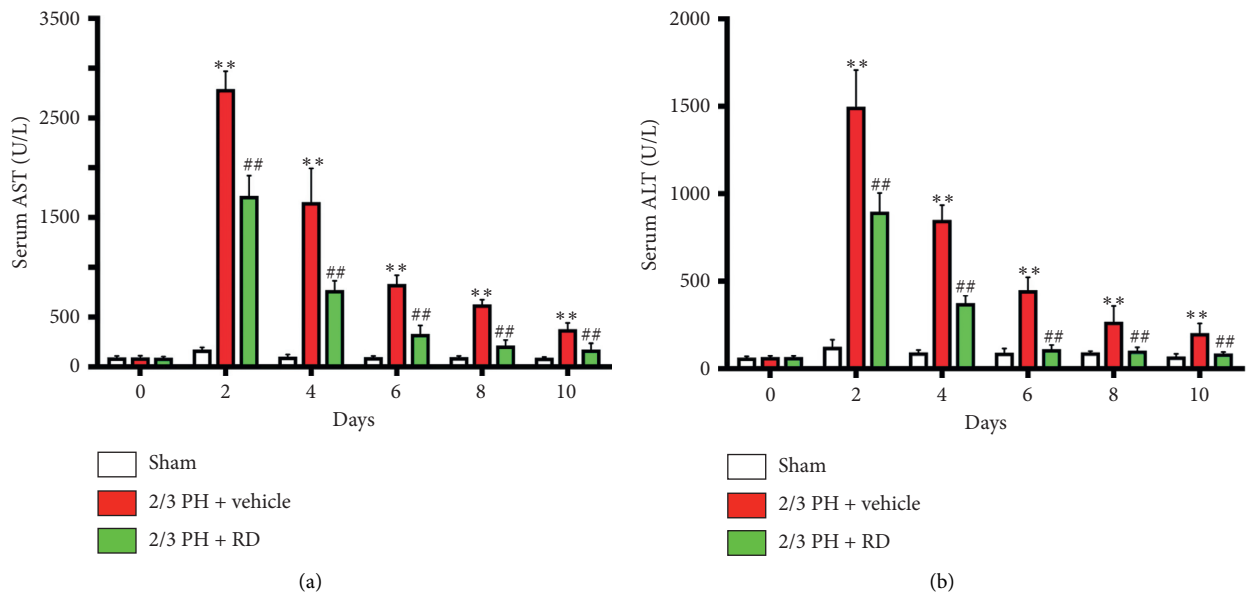 3500
2500
1500
500
0
Serum AST (U/L)
**
##
**
##
**
##
**
##
**
##
0 2 4 6 8 10
Days
Sham
2/3 PH + vehicle
2/3 PH + RD
(a)
2000
1500
1000
500
0
Serum ALT (U/L)
**
##
**
##
**
##
**
##
**
##
0 2 4 6 8 10
Days
Sham
2/3 PH + vehicle
2/3 PH + RD
(b)